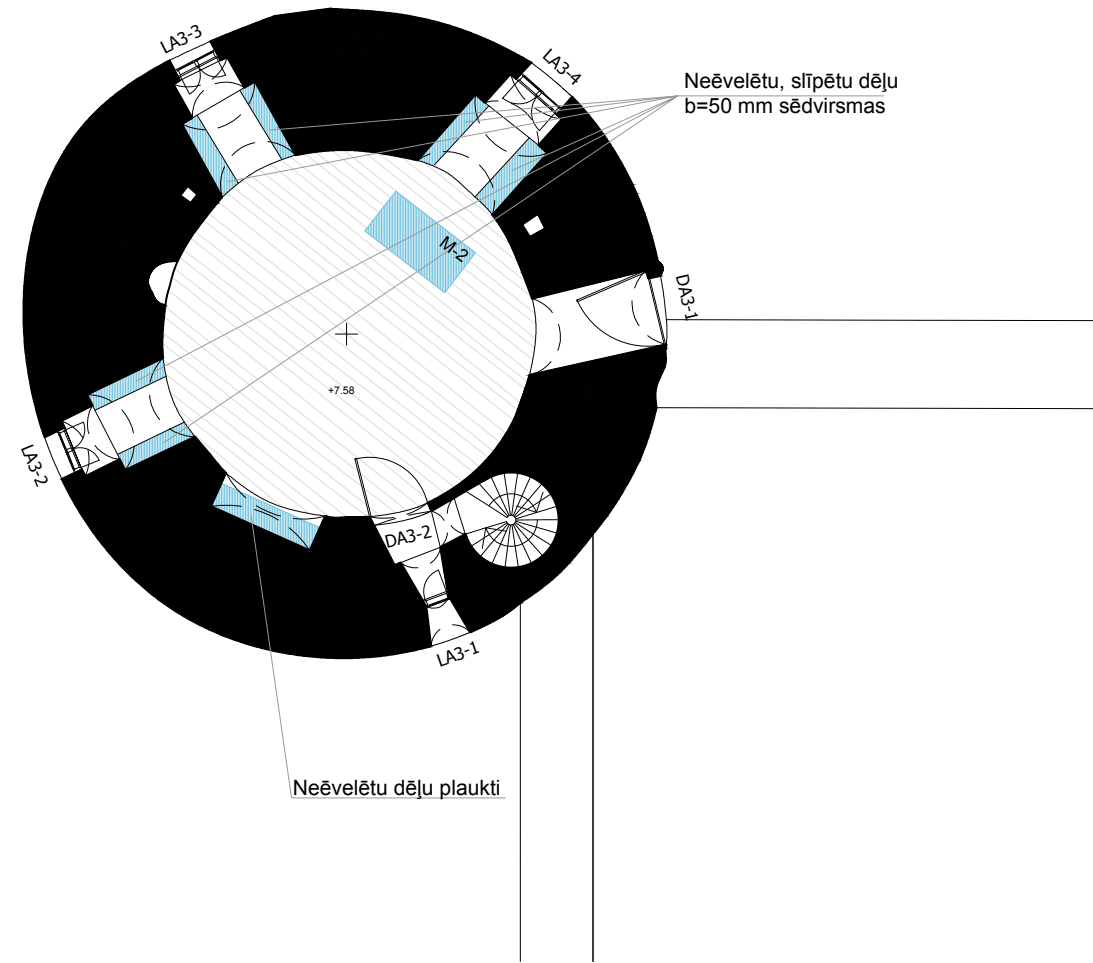 LA3-3
LA3-4
Neēvelētu, slīpētu dēļu
b=50 mm sēdvirsmas
M-2
DA3-1
+7.58
LA3-2
DA3-2
LA3-1
Neēvelētu dēļu plaukti